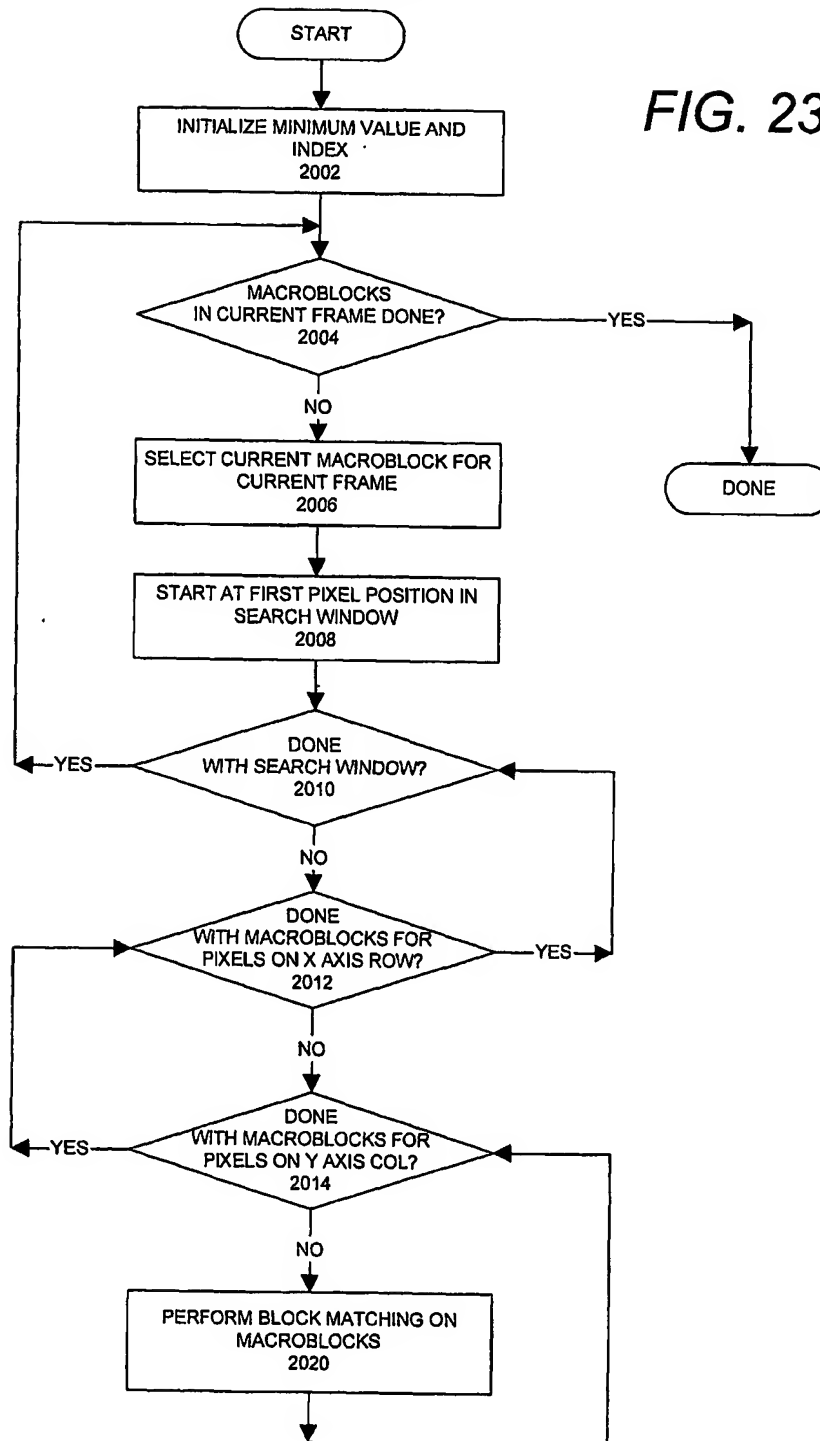 START
FIG. 23
INITIALIZE MINIMUM VALUE AND
INDEX
2002
MACROBLOCKS
IN CURRENT FRAME DONE?
2004
YES
NO
SELECT CURRENT MACROBLOCK FOR
CURRENT FRAME
2006
DONE
START AT FIRST PIXEL POSITION IN
SEARCH WINDOW
2008
DONE
WITH SEARCH WINDOW?
2010
YES
NO
DONE
WITH MACROBLOCKS FOR
PIXELS ON X AXIS ROW?
2012
YES
NO
DONE
WITH MACROBLOCKS FOR
PIXELS ON Y AXIS COL?
2014
YES
NO
PERFORM BLOCK MATCHING ON
MACROBLOCKS
2020